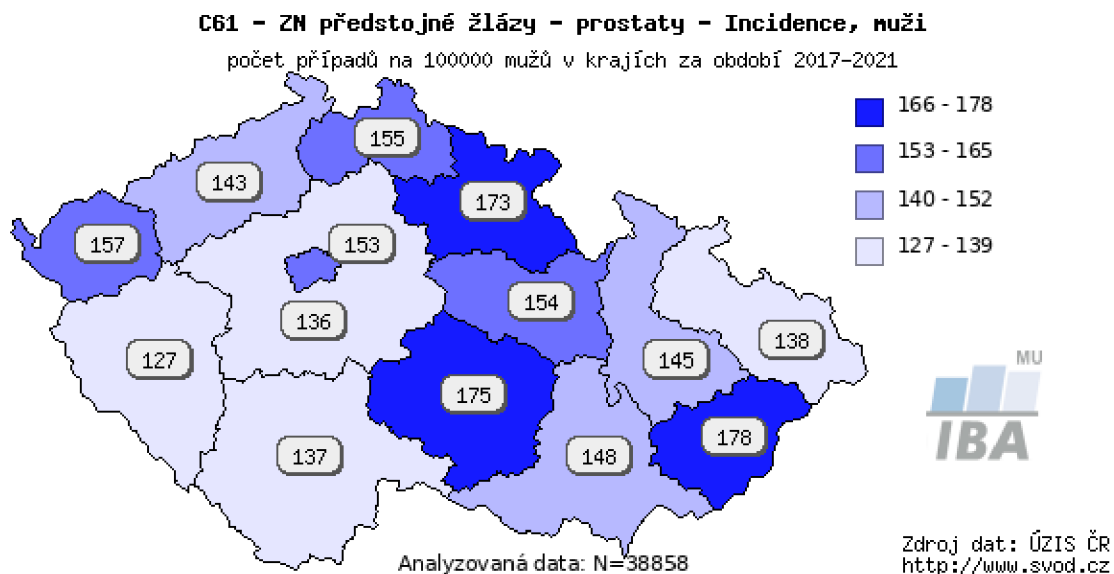 C61 - ZN předstojné žlázy - prostaty - Incidence, muži
počet případů na 100000 mužů v krajích za období 2017-2021
166 - 178
153 - 165
140 - 152
127 - 139
155
143
173
157
153
154
136
138
127
145
175
178
137
148
MU
IBA
Analyzovaná data: N=38858
Zdroj dat: ÚZIS ČR
http://www.svod.cz